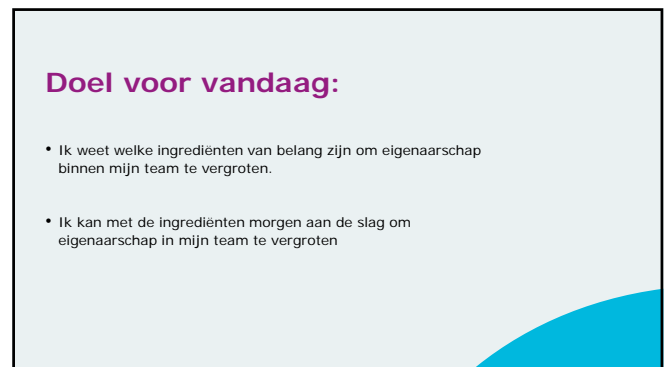 Doel voor vandaag:
• Ik weet welke ingrediënten van belang zijn om eigenaarschap
binnen mijn team te vergroten.
• Ik kan met de ingrediënten morgen aan de slag om
eigenaarschap in mijn team te vergroten